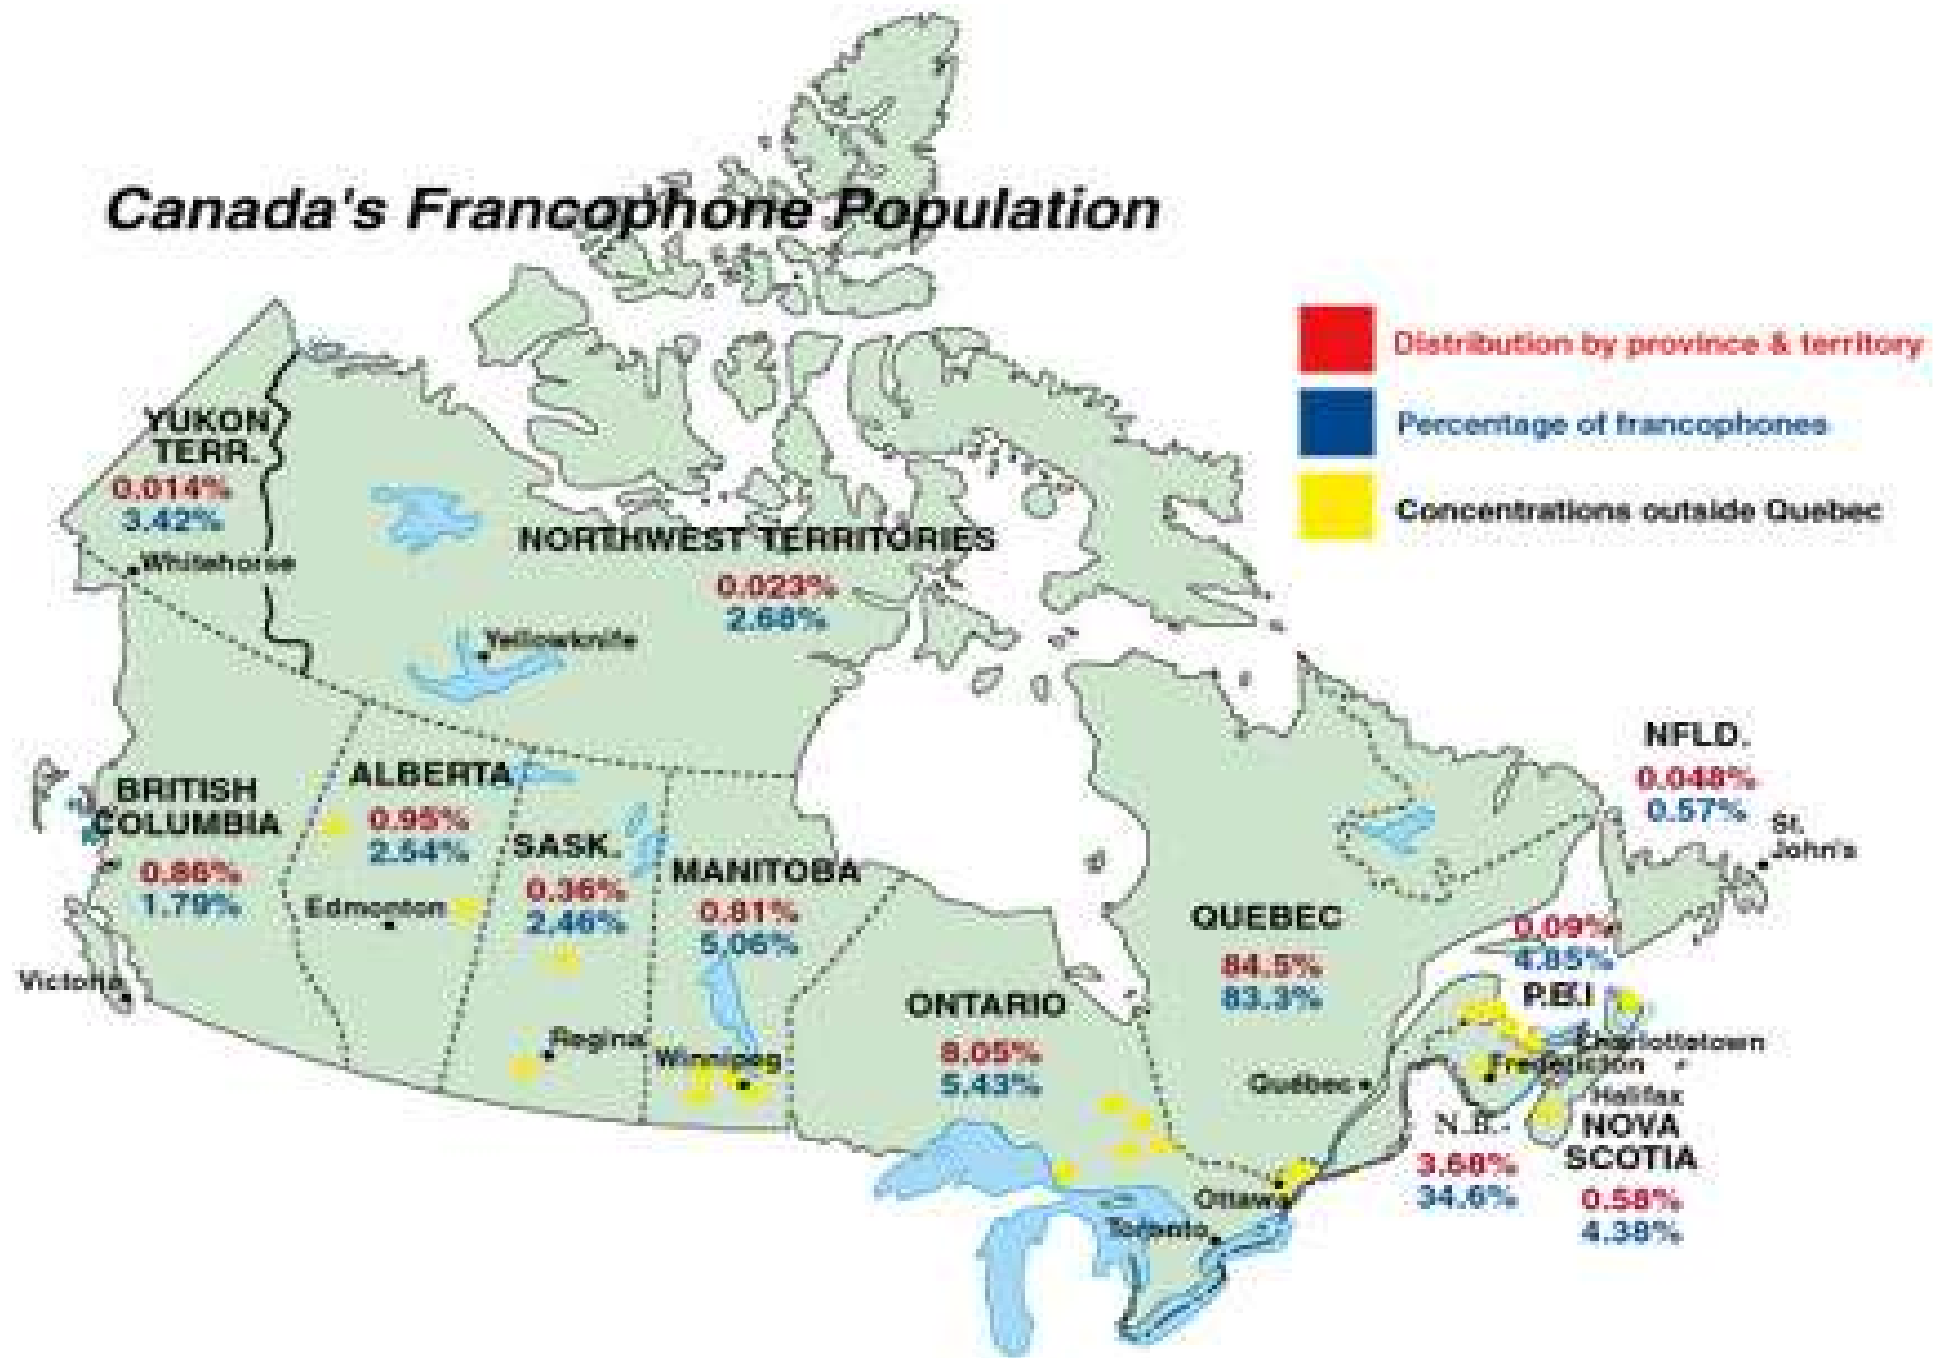 Canada's Francophone Population
Distribution by province & territory
Percentage of francophones
Concentrations outside Quebec
YUKON
TERR.
0.014%
3.42%
Whitehorse
NORTHWEST TERRITORIES
0.023%
2.68%
Yellowknife
BRITISH
COLUMBIA
0.86%
1.79%
Victoria
ALBERTA
0.95%
2.54%
Edmonton
SASK.
0.36%
2.46%
Regina
MANITOBA
0.81%
5.06%
Winnipeg
ONTARIO
8.05%
5.43%
Ottawa
Toronto
QUEBEC
84.5%
83.3%
Québec
NFLD.
0.048%
0.57%
St.
John's
0.09%
4.85%
P.E.I
Charlottetown
Fredericton
Halifax
N.B.
3.68%
34.6%
NOVA
SCOTIA
0.58%
4.38%